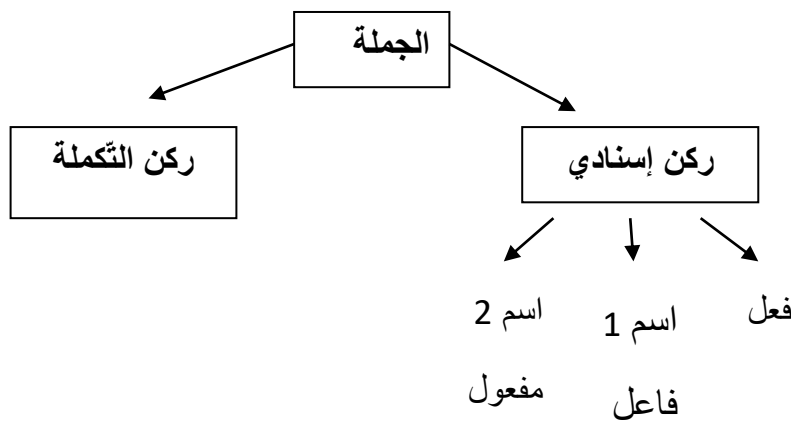 الجملة
ركن إسنادي
ركن التّكملة
فعل
اسم 1
اسم 2
فاعل
مفعول